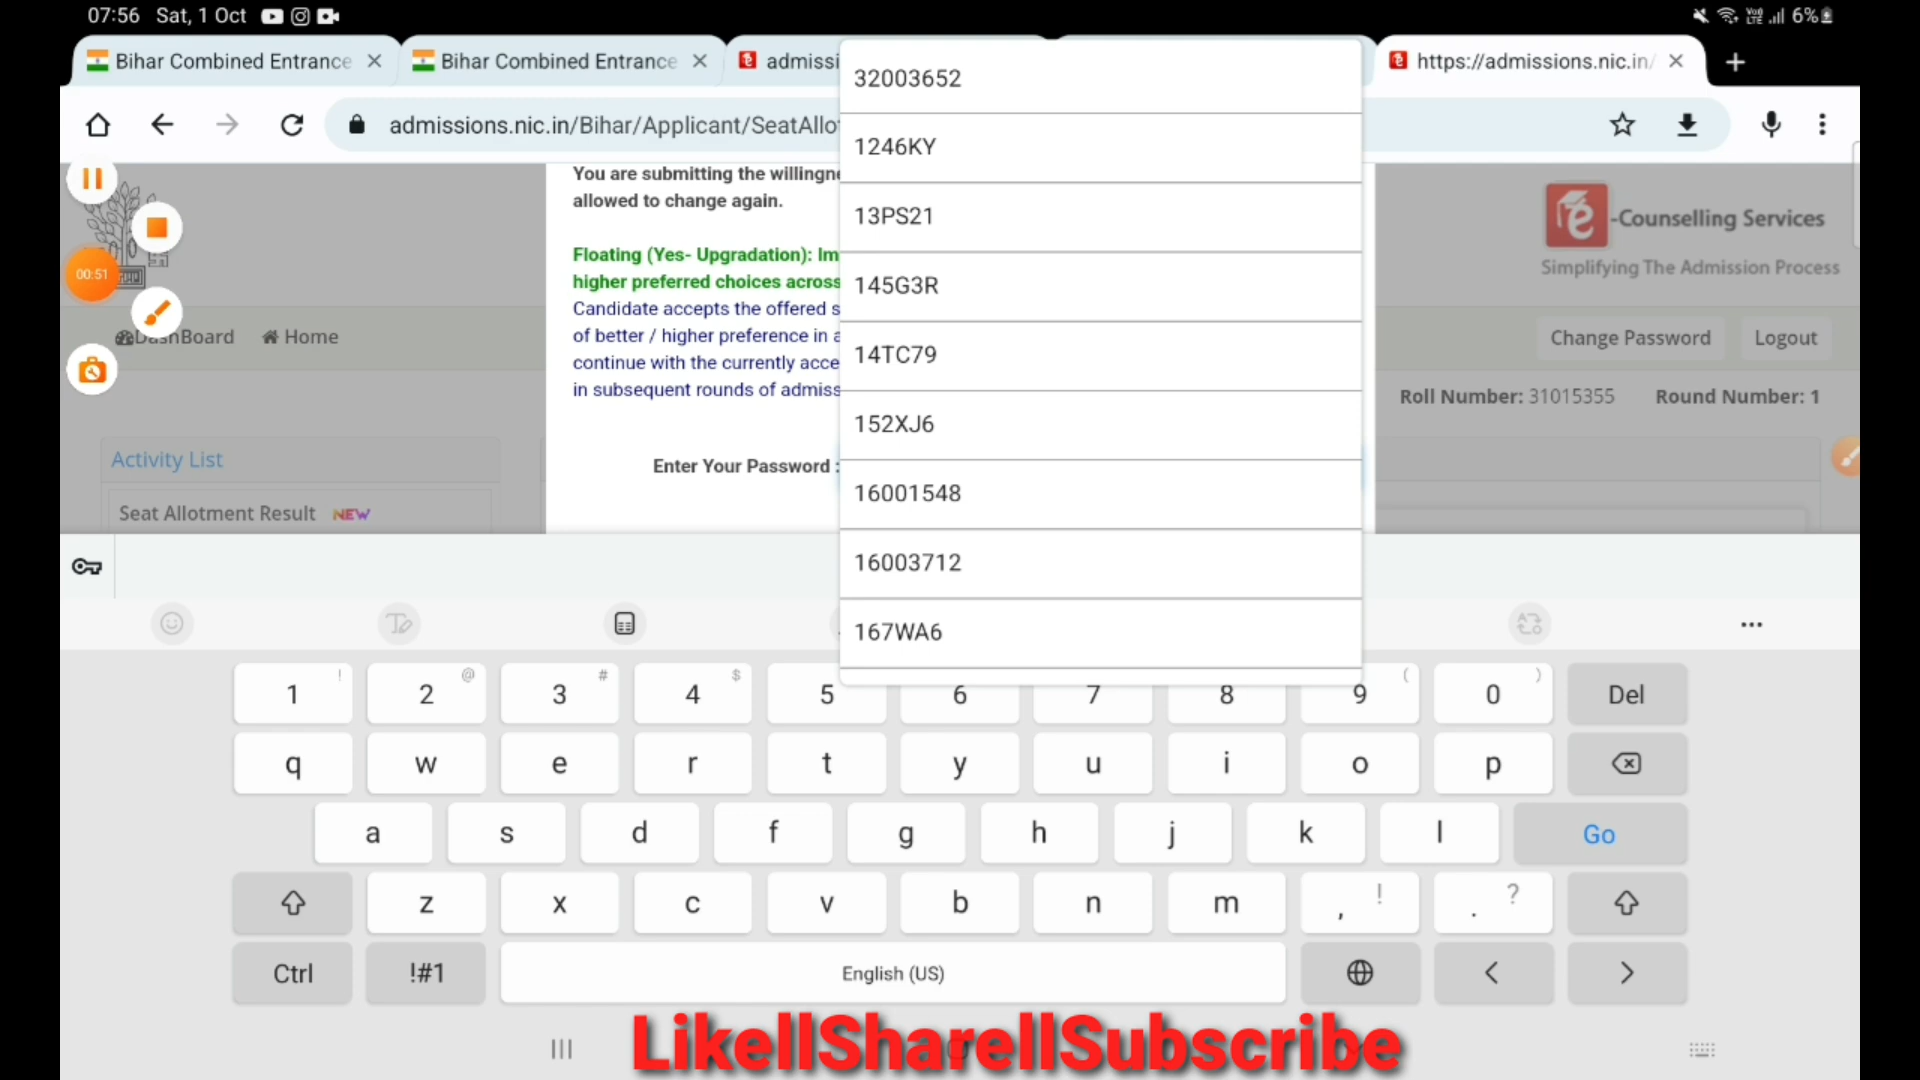 07:56 Sat, 1 Oct
6%
Bihar Combined Entrance
Bihar Combined Entrance
admissi
https://admissions.nic.in/
admissions.nic.in/Bihar/Applicant/SeatAllo
32003652
1246KY
13PS21
145G3R
14TC79
152XJ6
16001548
16003712
167WA6
You are submitting the willingne
allowed to change again.
Floating (Yes- Upgradation): Im
higher preferred choices across
Candidate accepts the offered s
of better / higher preference in a
continue with the currently acce
in subsequent rounds of admiss
Enter Your Password :
-Counselling Services
Simplifying The Admission Process
00:51
DashBoard
Home
Change Password
Logout
Roll Number: 31015355
Round Number: 1
Activity List
Seat Allotment Result NEW
1 ! 2 @ 3 # 4 $ 5 6 7 8 9 ( 0 ) Del
q w e r t y u i o p
a s d f g h j k l Go
z x c v b n m , ! . ?
Ctrl !#1 English (US) < >
LikellSharellSubscribe